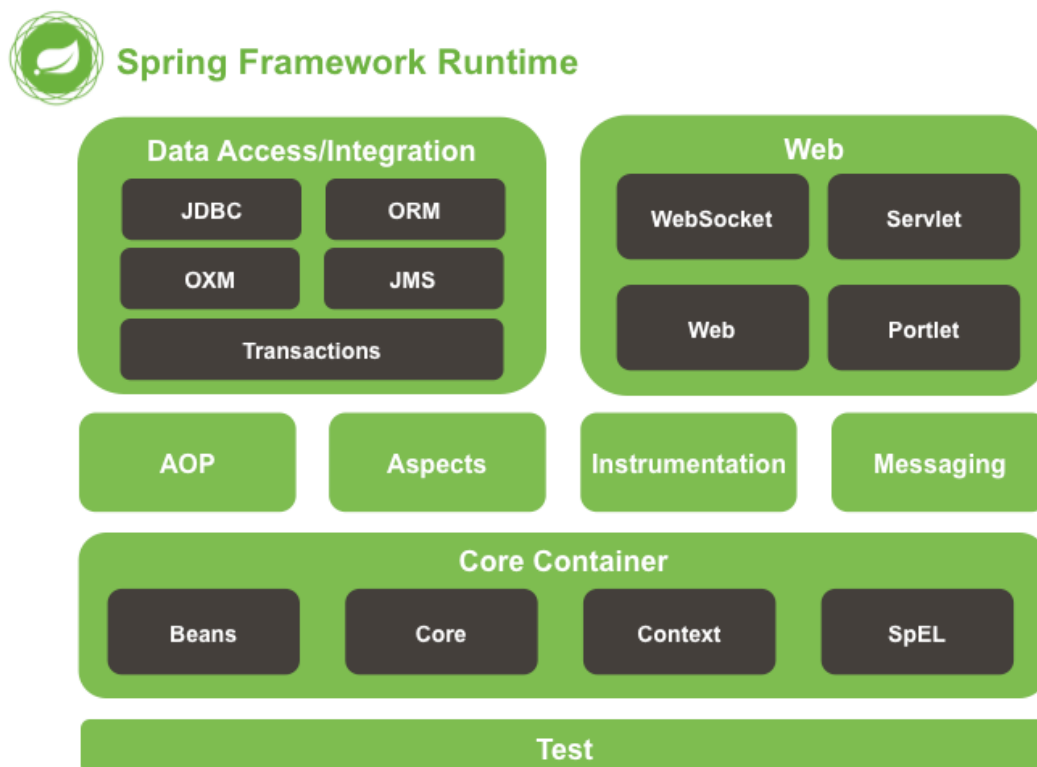 Spring Framework Runtime
Data Access/Integration
JDBC
ORM
OXM
JMS
Transactions
Web
WebSocket
Servlet
Web
Portlet
AOP
Aspects
Instrumentation
Messaging
Core Container
Beans
Core
Context
SpEL
Test